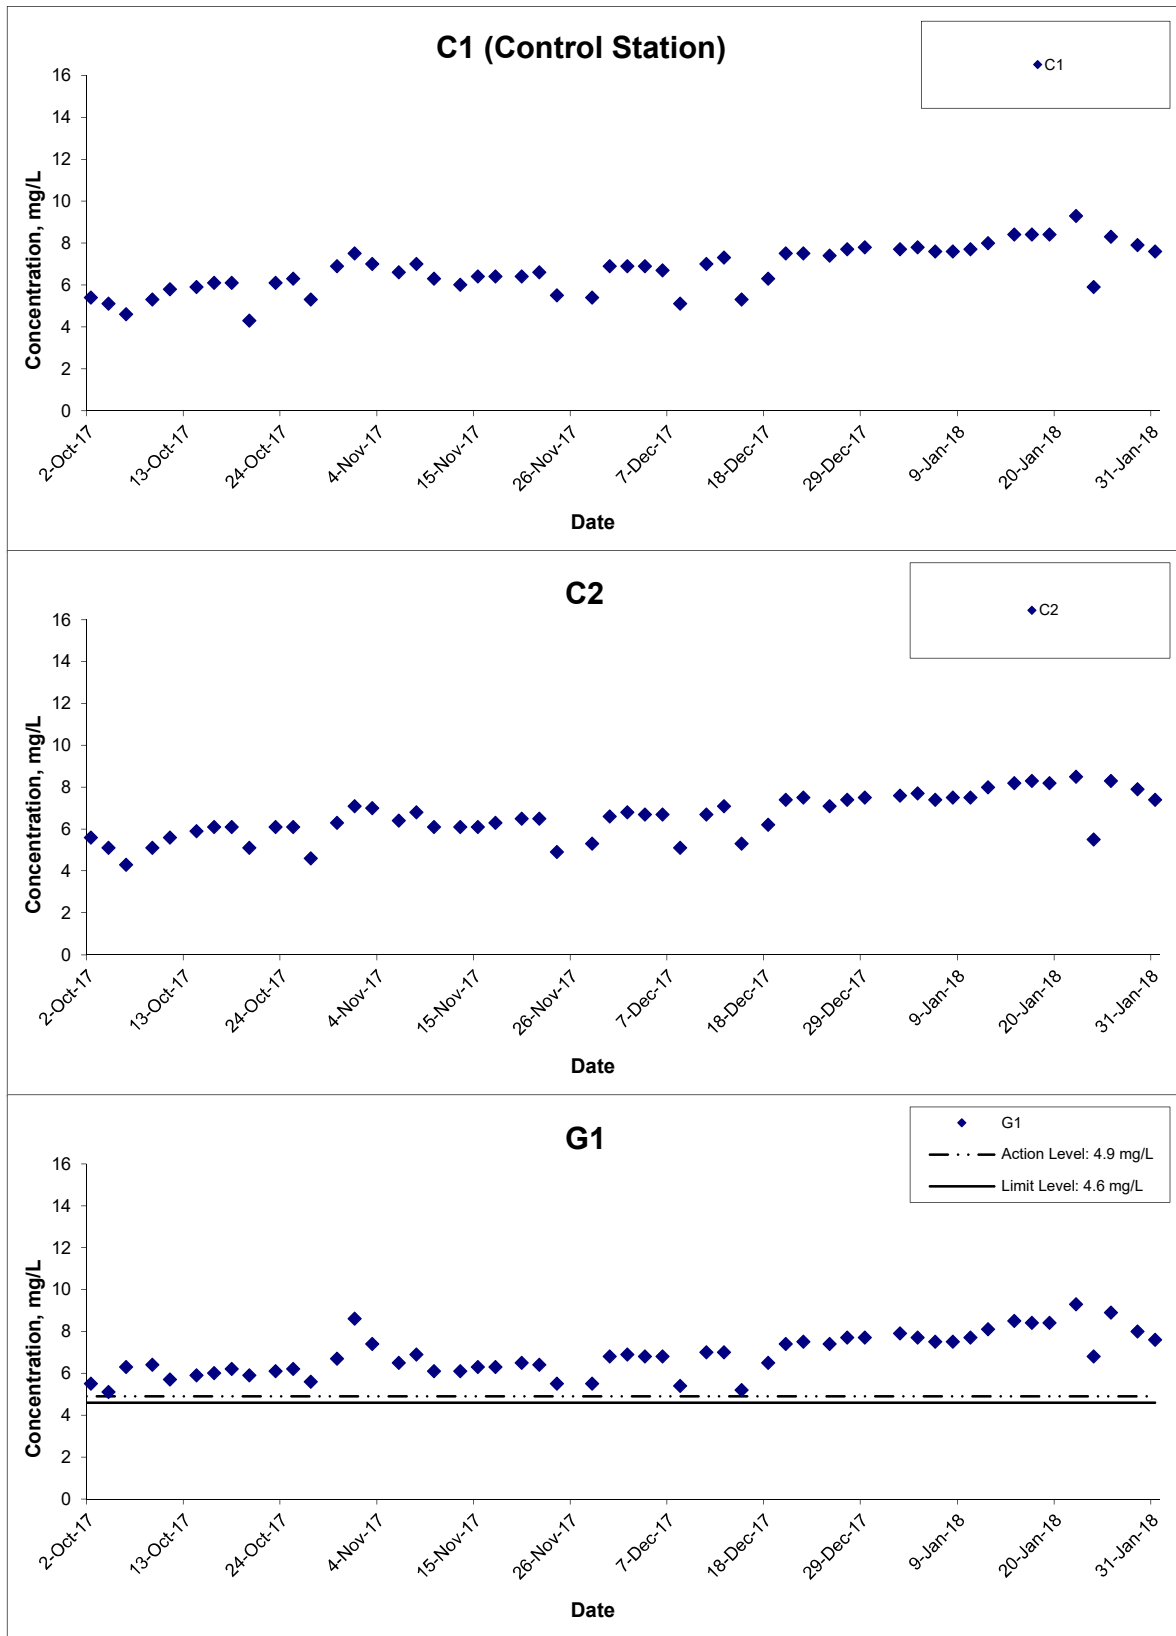 C1 (Control Station)
C1
Concentration, mg/L
16
14
12
10
8
6
4
2
0
2-Oct-17
13-Oct-17
24-Oct-17
4-Nov-17
15-Nov-17
26-Nov-17
7-Dec-17
18-Dec-17
29-Dec-17
9-Jan-18
20-Jan-18
31-Jan-18
Date
C2
C2
Concentration, mg/L
16
14
12
10
8
6
4
2
0
2-Oct-17
13-Oct-17
24-Oct-17
4-Nov-17
15-Nov-17
26-Nov-17
7-Dec-17
18-Dec-17
29-Dec-17
9-Jan-18
20-Jan-18
31-Jan-18
Date
G1
G1
Action Level: 4.9 mg/L
Limit Level: 4.6 mg/L
Concentration, mg/L
16
14
12
10
8
6
4
2
0
2-Oct-17
13-Oct-17
24-Oct-17
4-Nov-17
15-Nov-17
26-Nov-17
7-Dec-17
18-Dec-17
29-Dec-17
9-Jan-18
20-Jan-18
31-Jan-18
Date